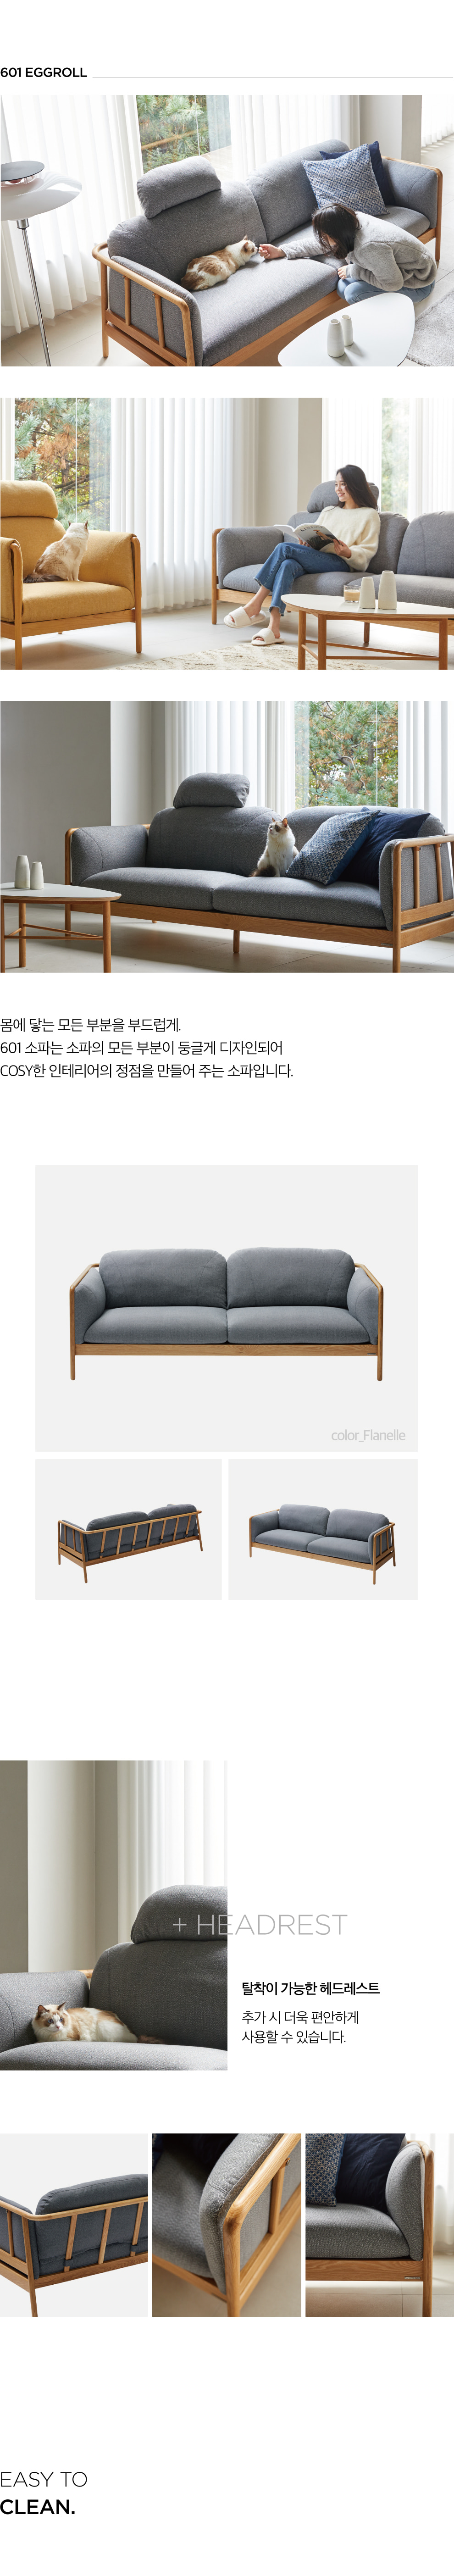 601 EGGROLL
몸에 닿는 모든 부분을 부드럽게.
601 소파는 소파의 모든 부분이 둥글게 디자인되어
COSY한 인테리어의 정점을 만들어 주는 소파입니다.
color_Flanelle
+ HEADREST
탈착이 가능한 헤드레스트
추가 시 더욱 편안하게
사용할 수 있습니다.
EASY TO
CLEAN.